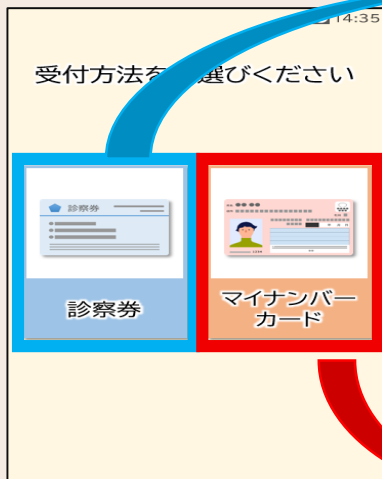 14:35
受付方法を 選びください
診察券
診察券
マイナンバー
カード